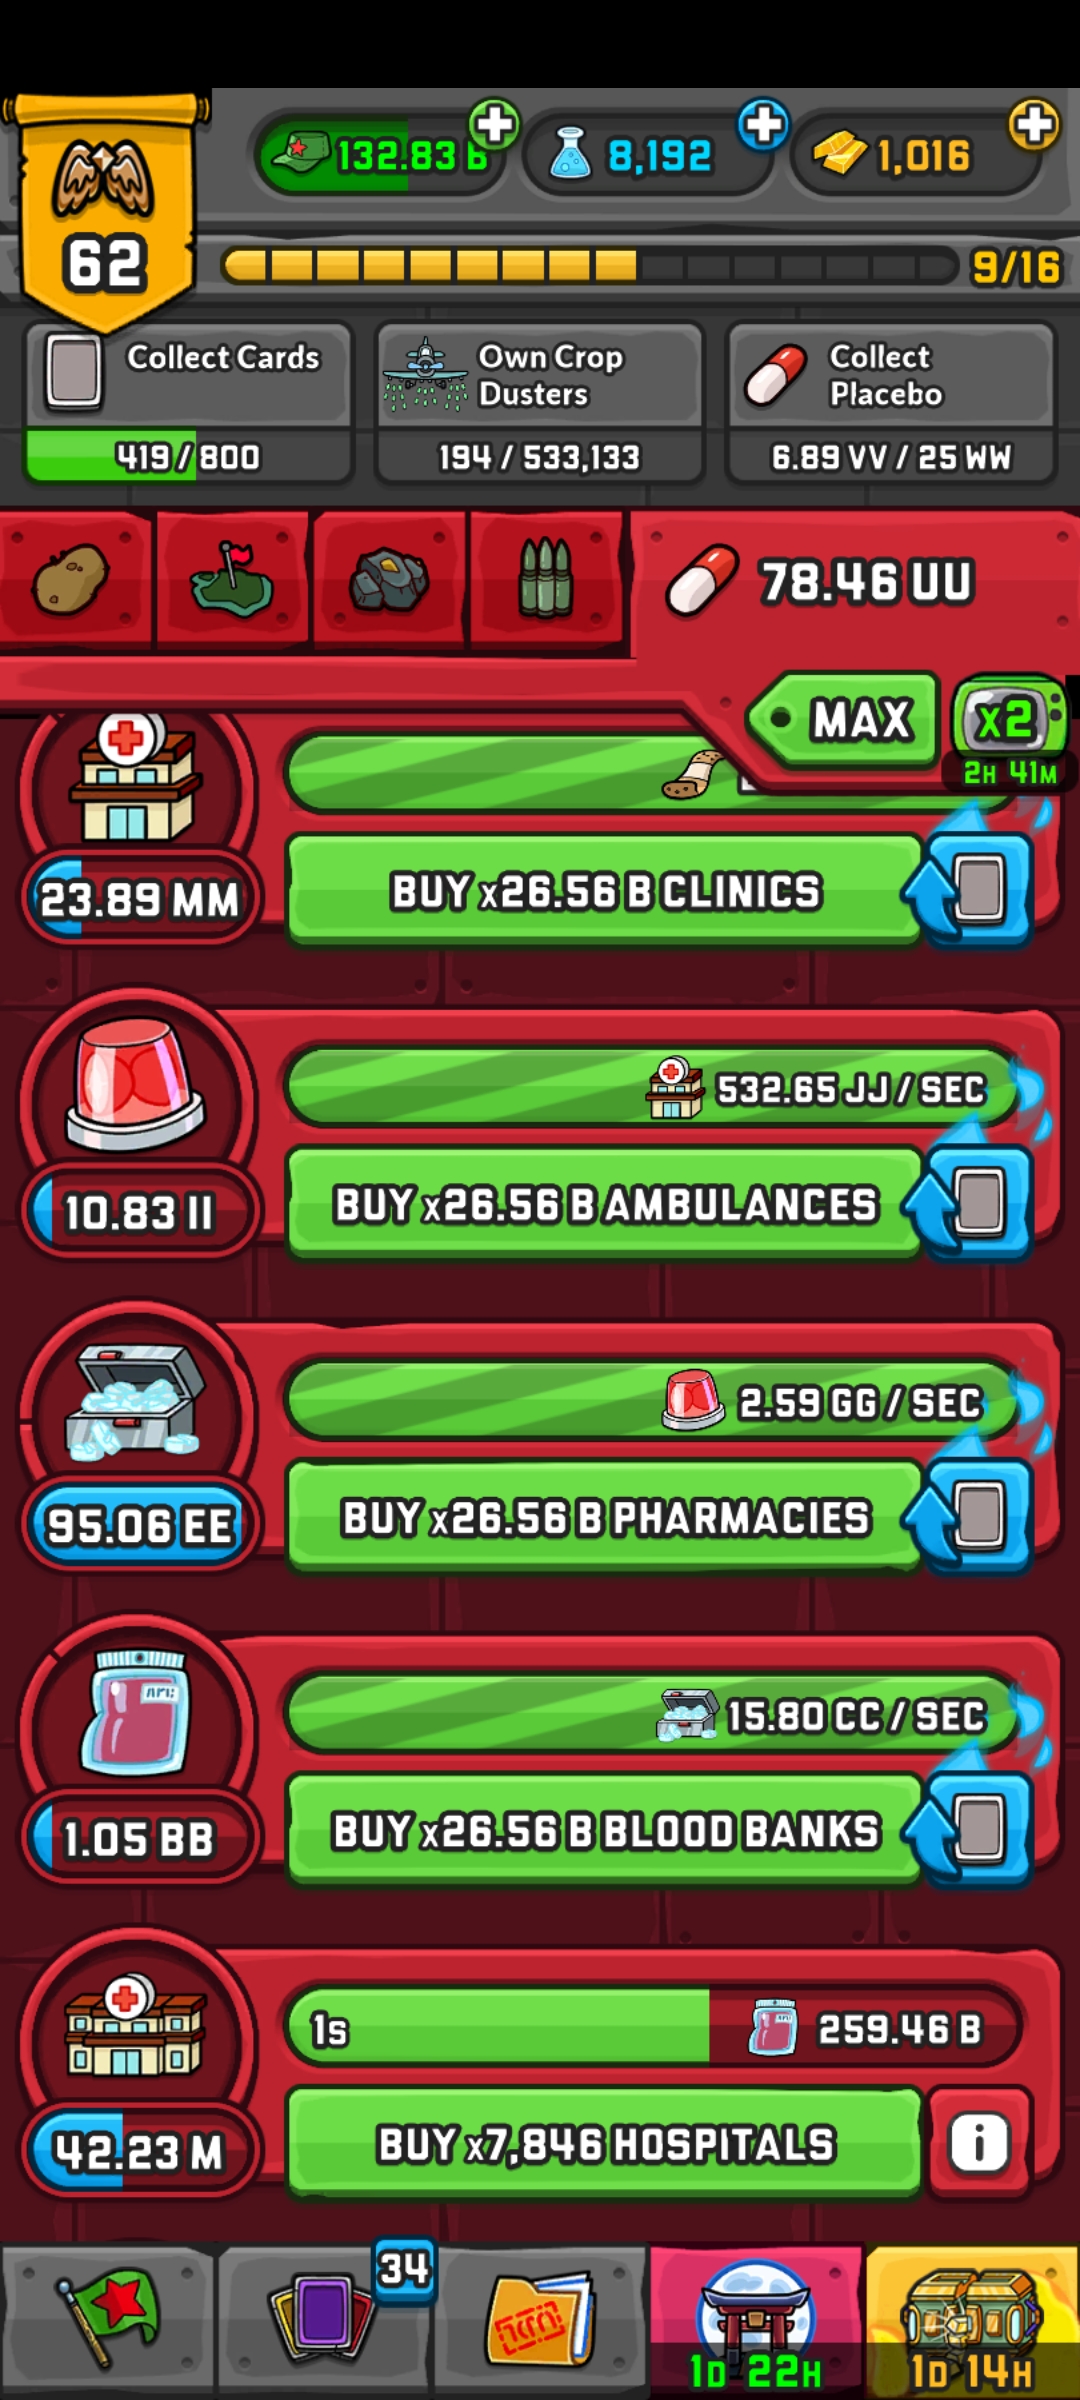 132.83 B
8,192
1,016
62
9/16
Collect Cards
419 / 800
Own Crop
Dusters
194 / 533,133
Collect
Placebo
6.89 VV / 25 WW
78.46 UU
MAX
x2
2H 41M
23.89 MM
BUY x26.56 B CLINICS
532.65 JJ / SEC
10.83 II
BUY x26.56 B AMBULANCES
2.59 GG / SEC
95.06 EE
BUY x26.56 B PHARMACIES
15.80 CC / SEC
1.05 BB
BUY x26.56 B BLOOD BANKS
1s
259.46 B
42.23 M
BUY x7,846 HOSPITALS
i
34
1D 22H
1D 14H